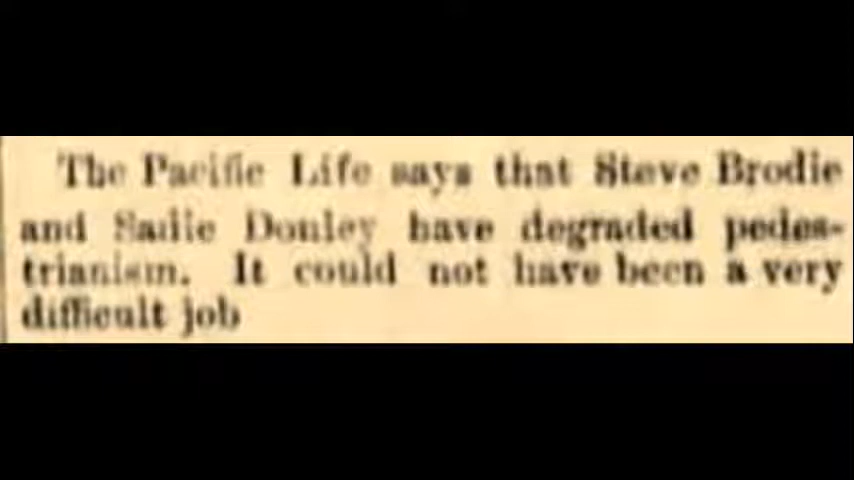 The Pacific Life says that Steve Brodie
and Sadie Donley have degraded pedes-
trianism. It could not have been a very
difficult job